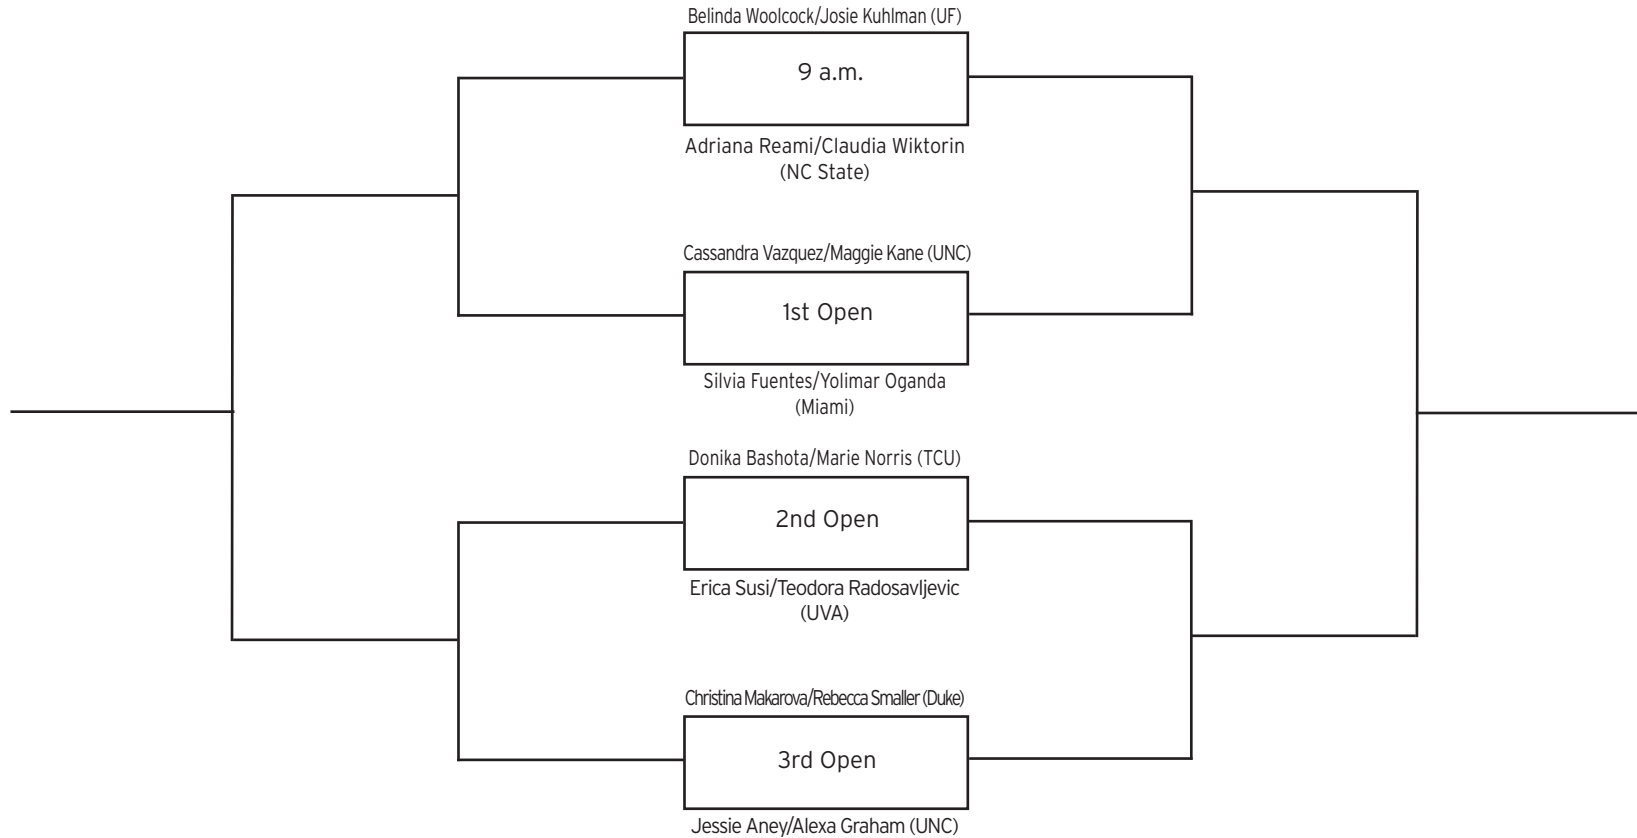 Belinda Woolcock/Josie Kuhlman (UF)
9 a.m.
Adriana Reami/Claudia Wiktorin
(NC State)
Cassandra Vazquez/Maggie Kane (UNC)
1st Open
Silvia Fuentes/Yolimar Oganda
(Miami)
Donika Bashota/Marie Norris (TCU)
2nd Open
Erica Susi/Teodora Radosavljevic
(UVA)
Christina Makarova/Rebecca Smaller (Duke)
3rd Open
Jessie Aney/Alexa Graham (UNC)